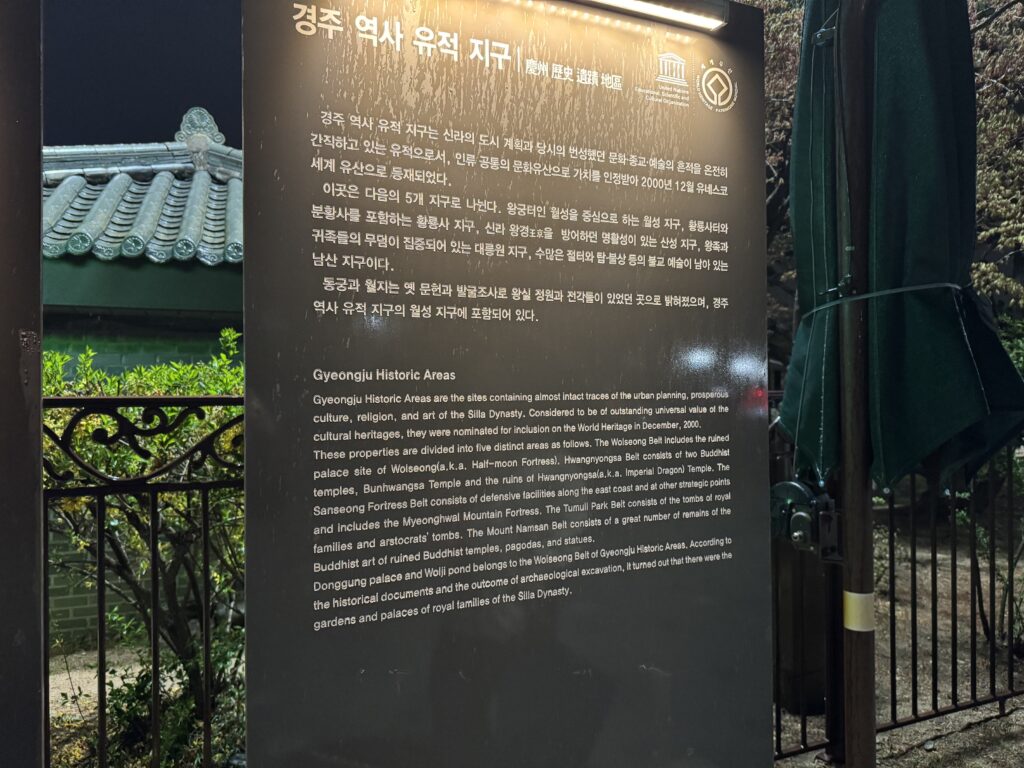 경주 역사 유적 지구 | 慶州 歷史 遺蹟 地區
United Nations
Educational, Scientific and
Cultural Organization
경주 역사 유적 지구는 신라의 도시 계획과 당시의 번성했던 문화·종교·예술의 흔적을 온전히
간직하고 있는 유적으로서, 인류 공통의 문화유산으로 가치를 인정받아 2000년 12월 유네스코
세계 유산으로 등재되었다.
이곳은 다음의 5개 지구로 나뉜다. 왕궁터인 월성을 중심으로 하는 월성 지구, 황룡사터와
분황사를 포함하는 황룡사 지구, 신라 왕경王京을 방어하던 명활성이 있는 산성 지구, 왕족과
귀족들의 무덤이 집중되어 있는 대릉원 지구, 수많은 절터와 탑·불상 등의 불교 예술이 남아 있는
남산 지구이다.
동궁과 월지는 옛 문헌과 발굴조사로 왕실 정원과 전각들이 있었던 곳으로 밝혀졌으며, 경주
역사 유적 지구의 월성 지구에 포함되어 있다.
Gyeongju Historic Areas
Gyeongju Historic Areas are the sites containing almost intact traces of the urban planning, prosperous
culture, religion, and art of the Silla Dynasty. Considered to be of outstanding universal value of the
cultural heritages, they were nominated for inclusion on the World Heritage in December, 2000.
These properties are divided into five distinct areas as follows. The Wolseong Belt includes the ruined
palace site of Wolseong(a.k.a. Half-moon Fortress). Hwangnyongsa Belt consists of two Buddhist
temples, Bunhwangsa Temple and the ruins of Hwangnyongsa(a.k.a. Imperial Dragon) Temple. The
Sanseong Fortress Belt consists of defensive facilities along the east coast and at other strategic points
and includes the Myeonghwal Mountain Fortress. The Tumuli Park Belt consists of the tombs of royal
families and arstocrats' tombs. The Mount Namsan Belt consists of a great number of remains of the
Buddhist art of ruined Buddhist temples, pagodas, and statues.
Donggung palace and Wolji pond belongs to the Wolseong Belt of Gyeongju Historic Areas. According to
the historical documents and the outcome of archaeological excavation, it turned out that there were the
gardens and palaces of royal families of the Silla Dynasty.